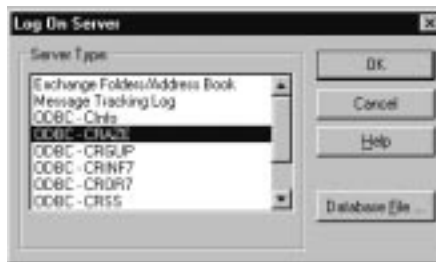 Log On Server
Server Type:
Exchange Folders/Address Book
Message Tracking Log
ODBC - CInfo
ODBC - CRAZE
ODBC - CRGUP
ODBC - CRINF7
ODBC - CROR7
ODBC - CRSS
OK
Cancel
Help
Database File ...